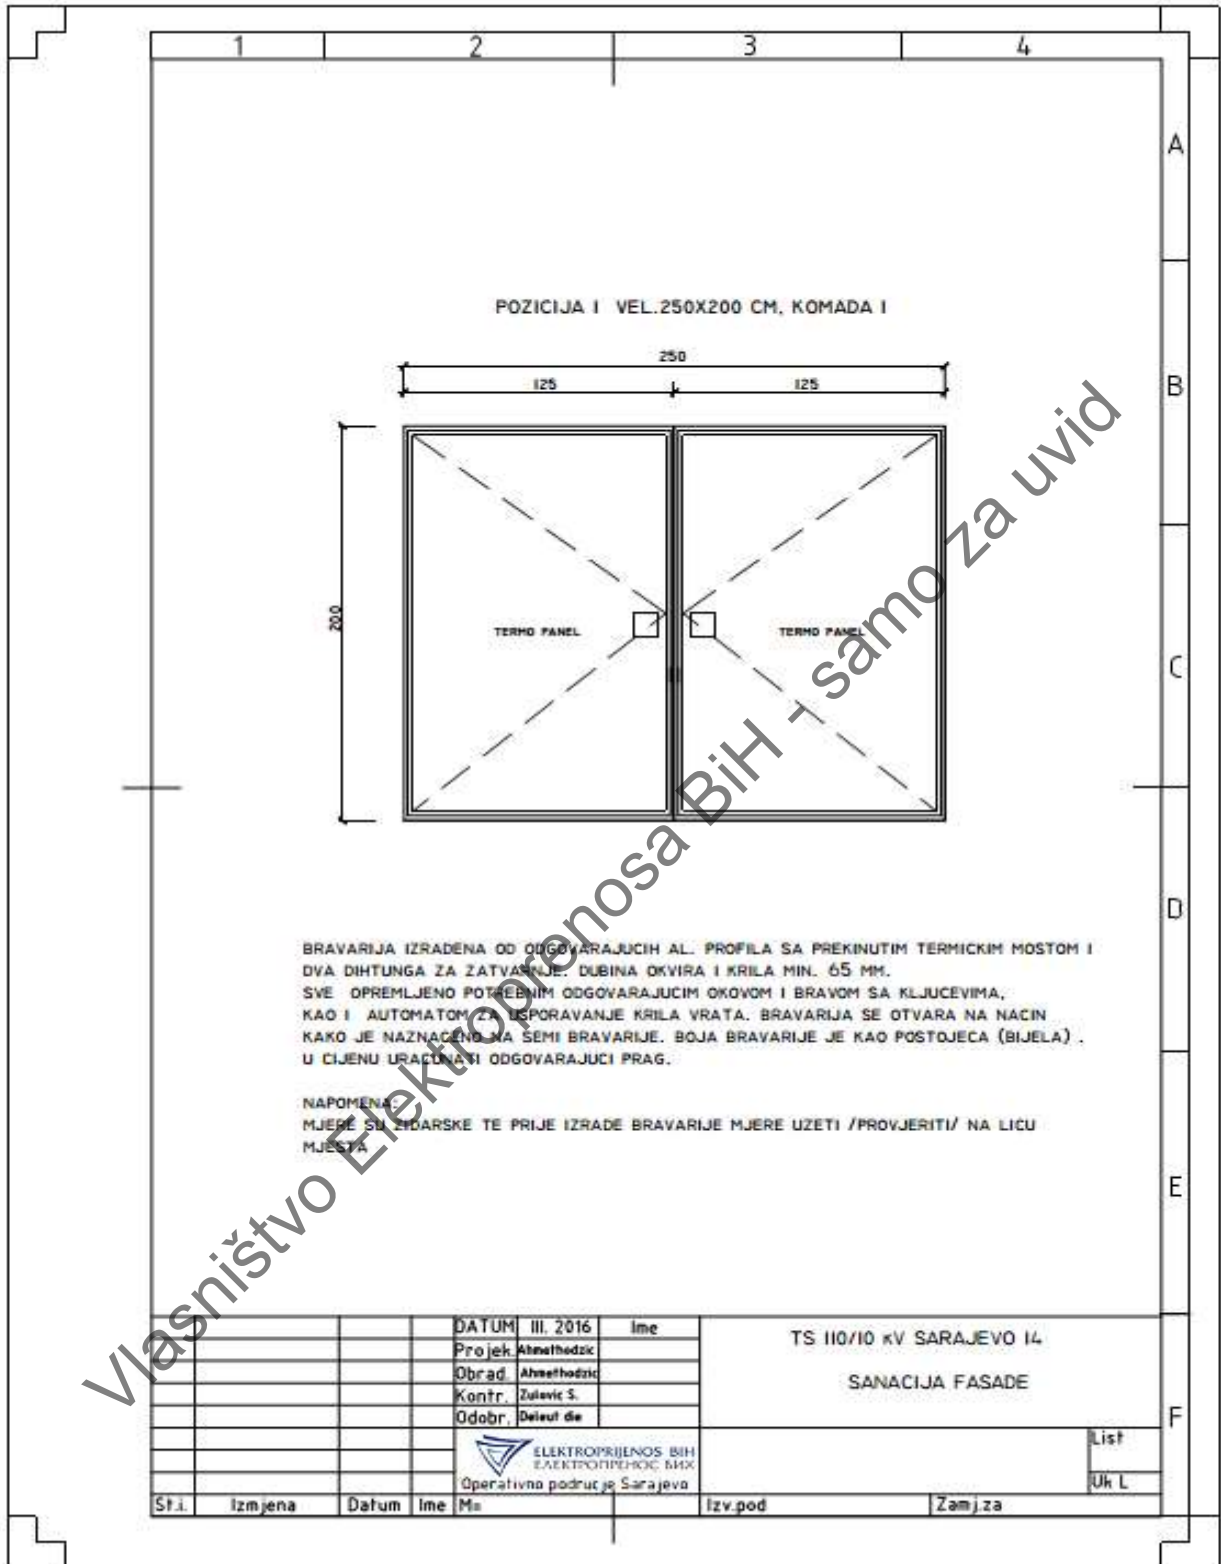 1 2 3 4
A
B
C
D
E
F
POZICIJA I VEL.250X200 CM, KOMADA I
250
125 125
200
TERMO PANEL TERMO PANEL
BRAVARIJA IZRADENA OD ODGOVARAJUCIH AL. PROFILA SA PREKINUTIM TERMICKIM MOSTOM I
DVA DIHTUNGA ZA ZATVARNJE. DUBINA OKVIRA I KRILA MIN. 65 MM.
SVE OPREMLJENO POTREBNIM ODGOVARAJUCIM OKOVOM I BRAVOM SA KLJUCEVIMA,
KAO I AUTOMATOM ZA USPORAVANJE KRILA VRATA. BRAVARIJA SE OTVARA NA NACIN
KAKO JE NAZNACENO NA SEMI BRAVARIJE. BOJA BRAVARIJE JE KAO POSTOJECA (BIJELA) .
U CIJENU URACUNATI ODGOVARAJUCI PRAG.
NAPOMENA:
MJERE SU ZIDARSKE TE PRIJE IZRADE BRAVARIJE MJERE UZETI /PROVJERITI/ NA LICU
MJESTA
Vlasništvo Elektroprenosa BiH - samo za uvid
DATUM III. 2016 Ime
Projek. Ahmethodzic
Obrad. Ahmethodzic
Kontr. Zulovic S.
Odobr.
TS 110/10 KV SARAJEVO 14
SANACIJA FASADE
ELEKTROPRIJENOS BIH
ЕЛЕКТРОПРЕНОС БИХ
Operativno podrucje Sarajevo
List
Uk L
St.i. Izmjena Datum Ime M= Izv.pod Zamj.za